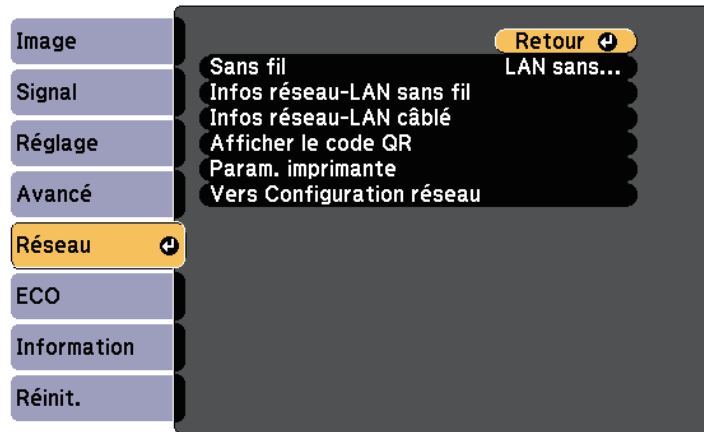 Image
Signal
Réglage
Avancé
Réseau
ECO
Information
Réinit.
Retour
Sans fil LAN sans...
Infos réseau-LAN sans fil
Infos réseau-LAN câblé
Afficher le code QR
Param. imprimante
Vers Configuration réseau